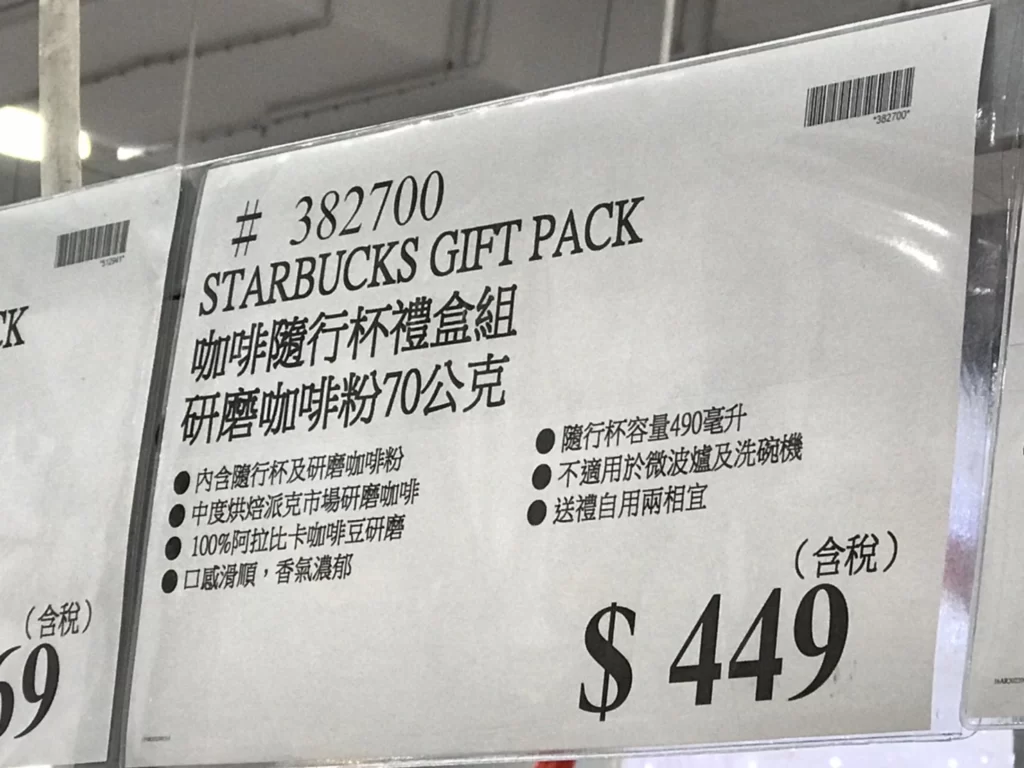 CK
(含稅)
69
*382700*
# 382700
STARBUCKS GIFT PACK
咖啡隨行杯禮盒組
研磨咖啡粉70公克
●內含隨行杯及研磨咖啡粉
●中度烘焙派克市場研磨咖啡
●100%阿拉比卡咖啡豆研磨
●口感滑順，香氣濃郁
●隨行杯容量490毫升
●不適用於微波爐及洗碗機
●送禮自用兩相宜
(含稅)
$ 449